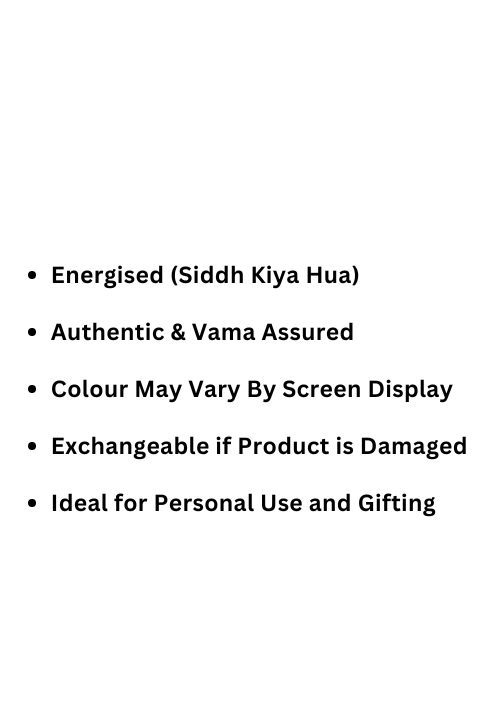 • Energised (Siddh Kiya Hua)
• Authentic & Vama Assured
• Colour May Vary By Screen Display
• Exchangeable if Product is Damaged
• Ideal for Personal Use and Gifting